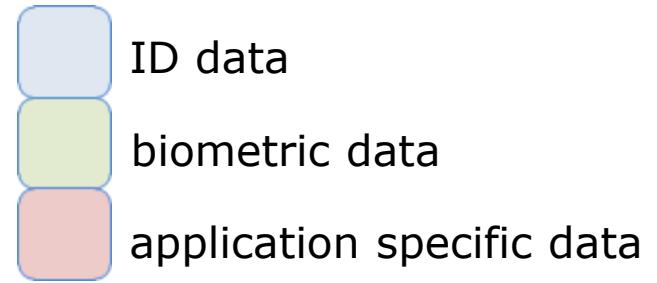 ID data
biometric data
application specific data